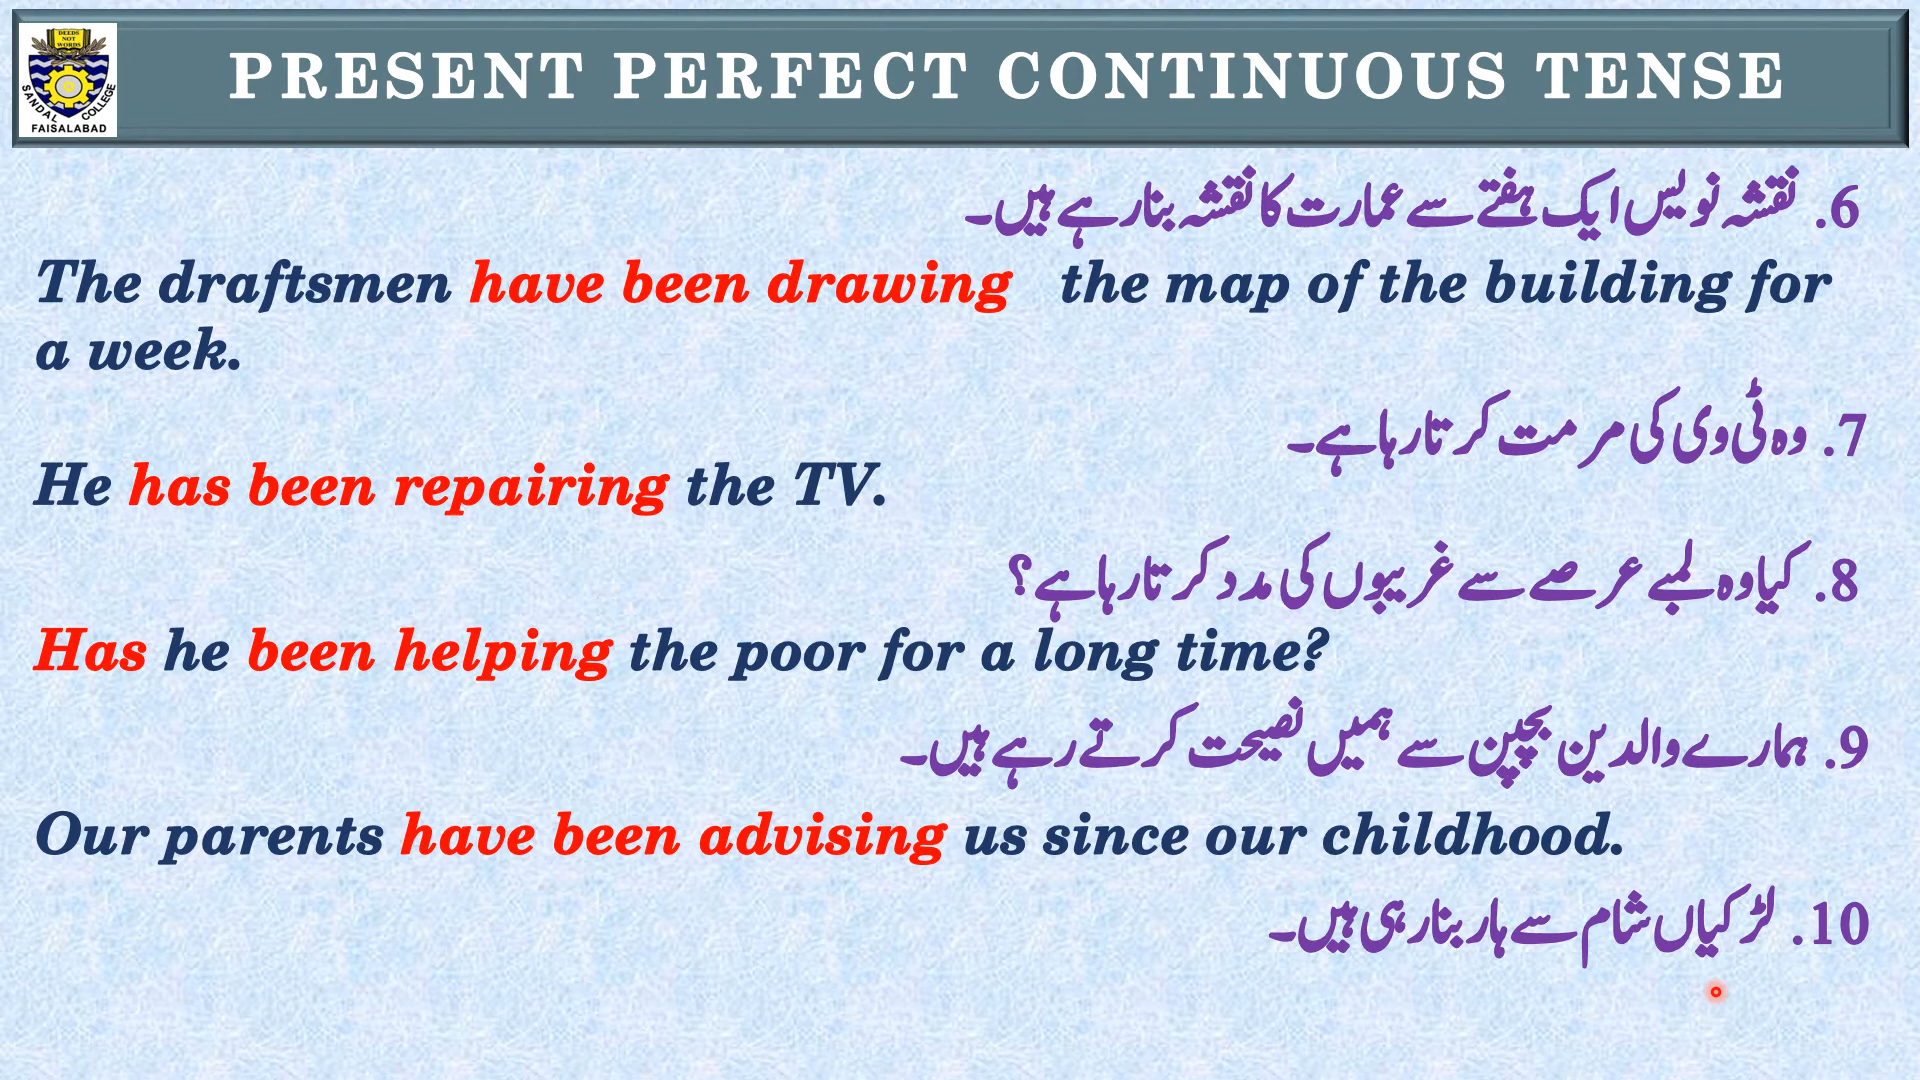 DEEDS
NOT
WORDS
SANDAL COLLEGE
FAISALABAD
PRESENT PERFECT CONTINUOUS TENSE
6. نقشہ نویس ایک ہفتے سے عمارت کا نقشہ بنا رہے ہیں۔
The draftsmen have been drawing the map of the building for
a week.
7. وہ ٹی وی کی مرمت کرتا رہا ہے۔
He has been repairing the TV.
8. کیا وہ لمبے عرصے سے غریبوں کی مدد کرتا رہا ہے؟
Has he been helping the poor for a long time?
9. ہمارے والدین بچپن سے ہمیں نصیحت کرتے رہے ہیں۔
Our parents have been advising us since our childhood.
10. لڑکیاں شام سے ہار بنا رہی ہیں۔